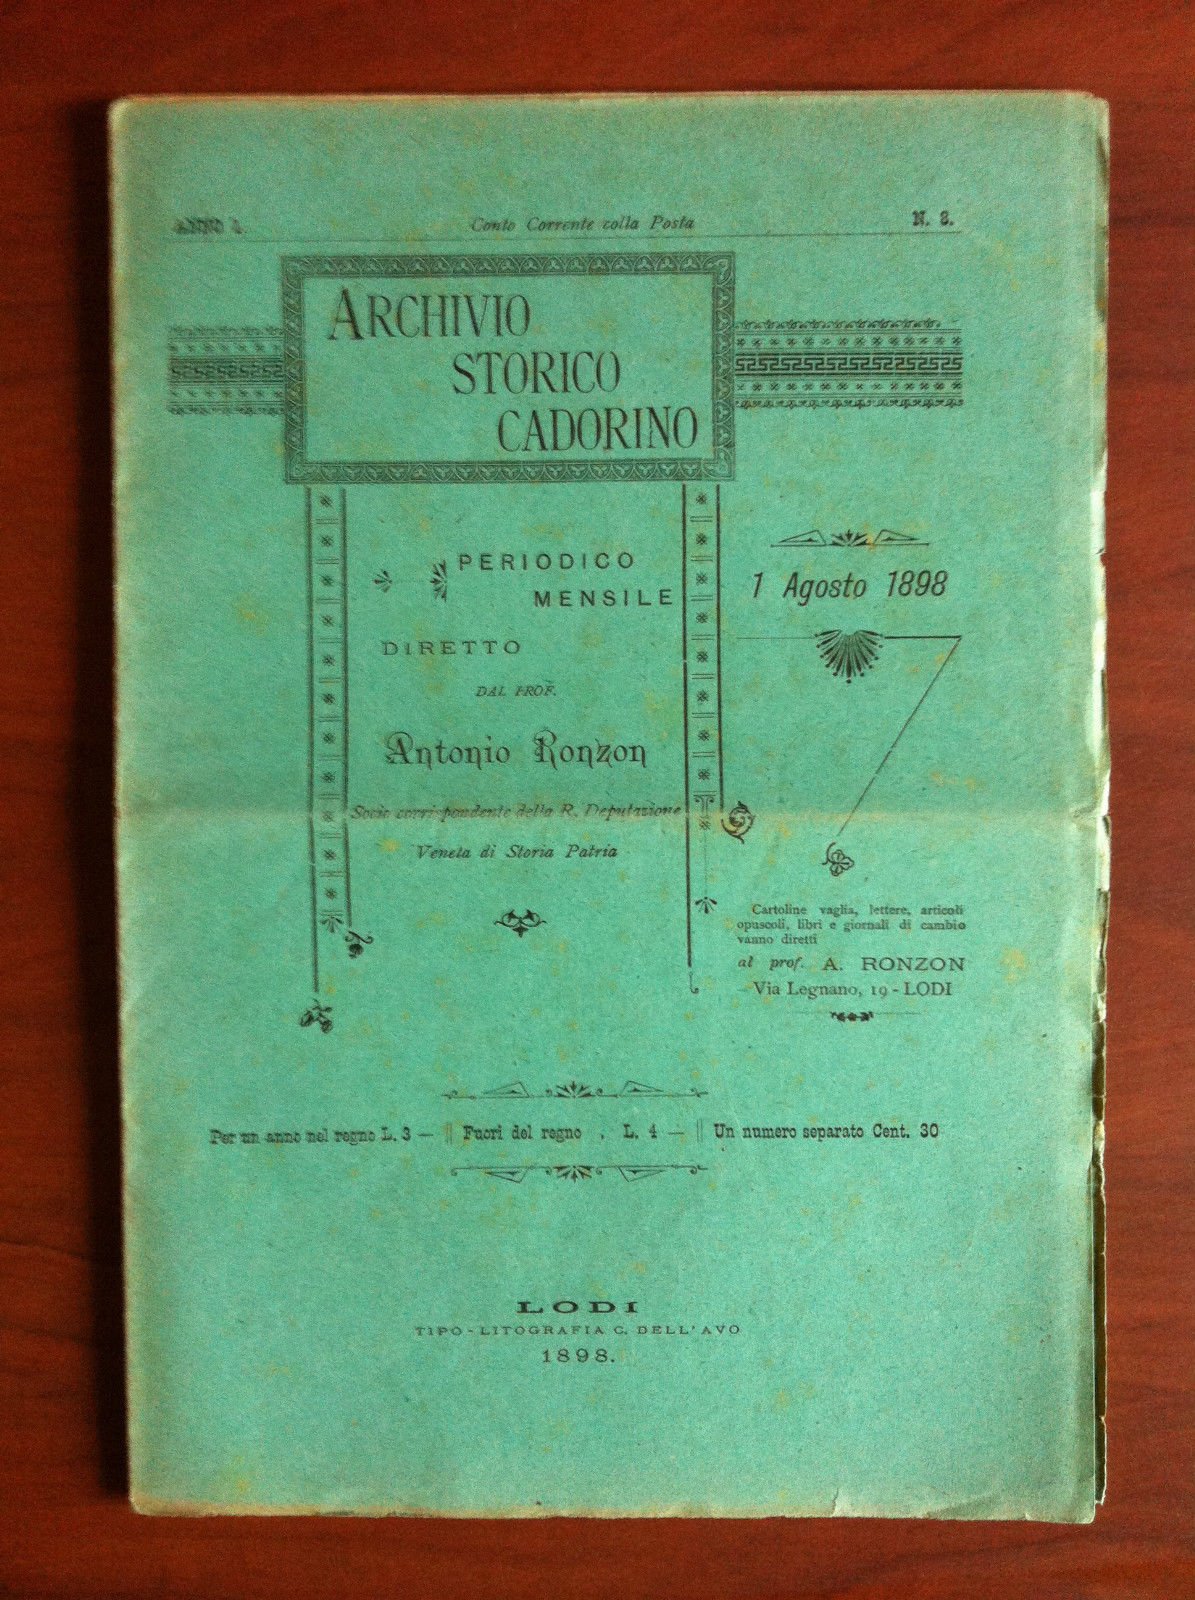 ANNO 1.
Conto Corrente colla Posta
N. 8.
ARCHIVIO
STORICO
CADORINO
PERIODICO
MENSILE
DIRETTO
DAL PROF.
Antonio Ronzon
Socio corrispondente della R. Deputazione
Veneta di Storia Patria
1 Agosto 1898
Cartoline vaglia, lettere, articoli
opuscoli, libri e giornali di cambio
vanno diretti
al prof. A. RONZON
Via Legnano, 19 - LODI
Per un anno nel regno L. 3 — || Fuori del regno . L. 4 — || Un numero separato Cent. 30
LODI
TIPO-LITOGRAFIA C. DELL'AVO
1898.